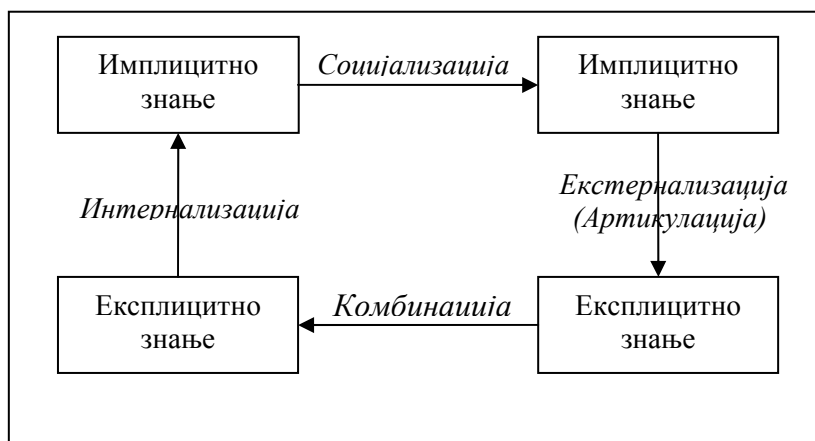 Имплицитно
знање
Социјализација
Имплицитно
знање
Интернализација
Екстернализација
(Артикулација)
Експлицитно
знање
Комбинација
Експлицитно
знање